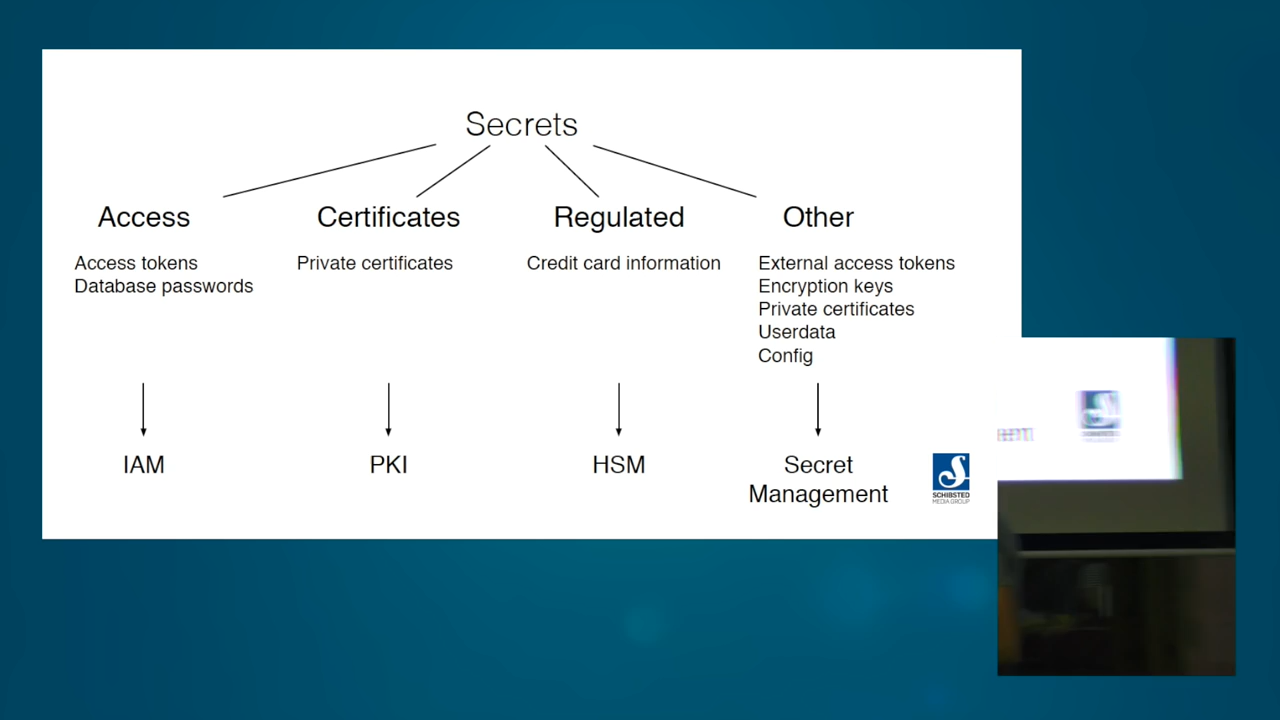 Secrets
Access
Certificates
Regulated
Other
Access tokens
Database passwords
Private certificates
Credit card information
External access tokens
Encryption keys
Private certificates
Userdata
Config
IAM
PKI
HSM
Secret
Management
SCHIBSTED
MEDIA GROUP